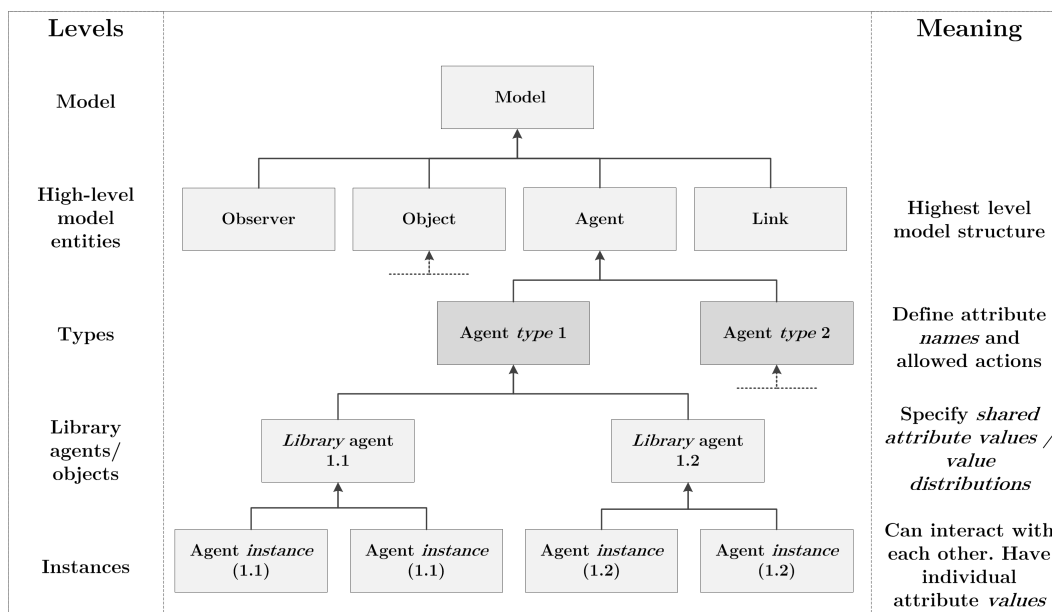 Levels
Meaning
Model
Model
High-level
model
entities
Observer
Object
Agent
Link
Highest level
model structure
Types
Agent type 1
Agent type 2
Define attribute
names and
allowed actions
Library
agents/
objects
Library agent
1.1
Library agent
1.2
Specify shared
attribute values /
value
distributions
Instances
Agent instance
(1.1)
Agent instance
(1.1)
Agent instance
(1.2)
Agent instance
(1.2)
Can interact with
each other. Have
individual
attribute values